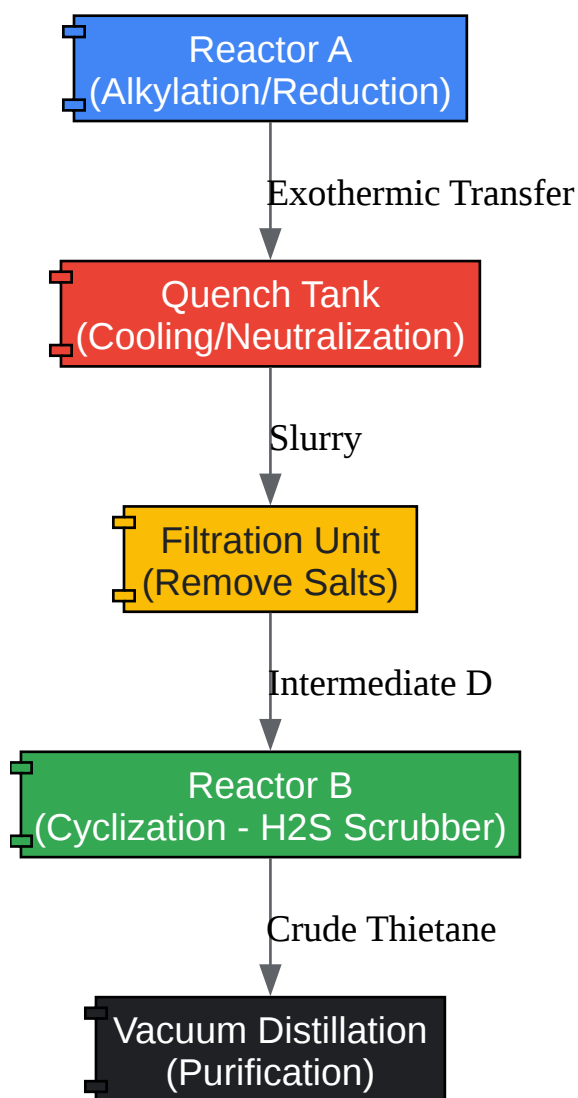 Reactor A
(Alkylation/Reduction)
Exothermic Transfer
Quench Tank
(Cooling/Neutralization)
Slurry
Filtration Unit
(Remove Salts)
Intermediate D
Reactor B
(Cyclization - H2S Scrubber)
Crude Thietane
Vacuum Distillation
(Purification)